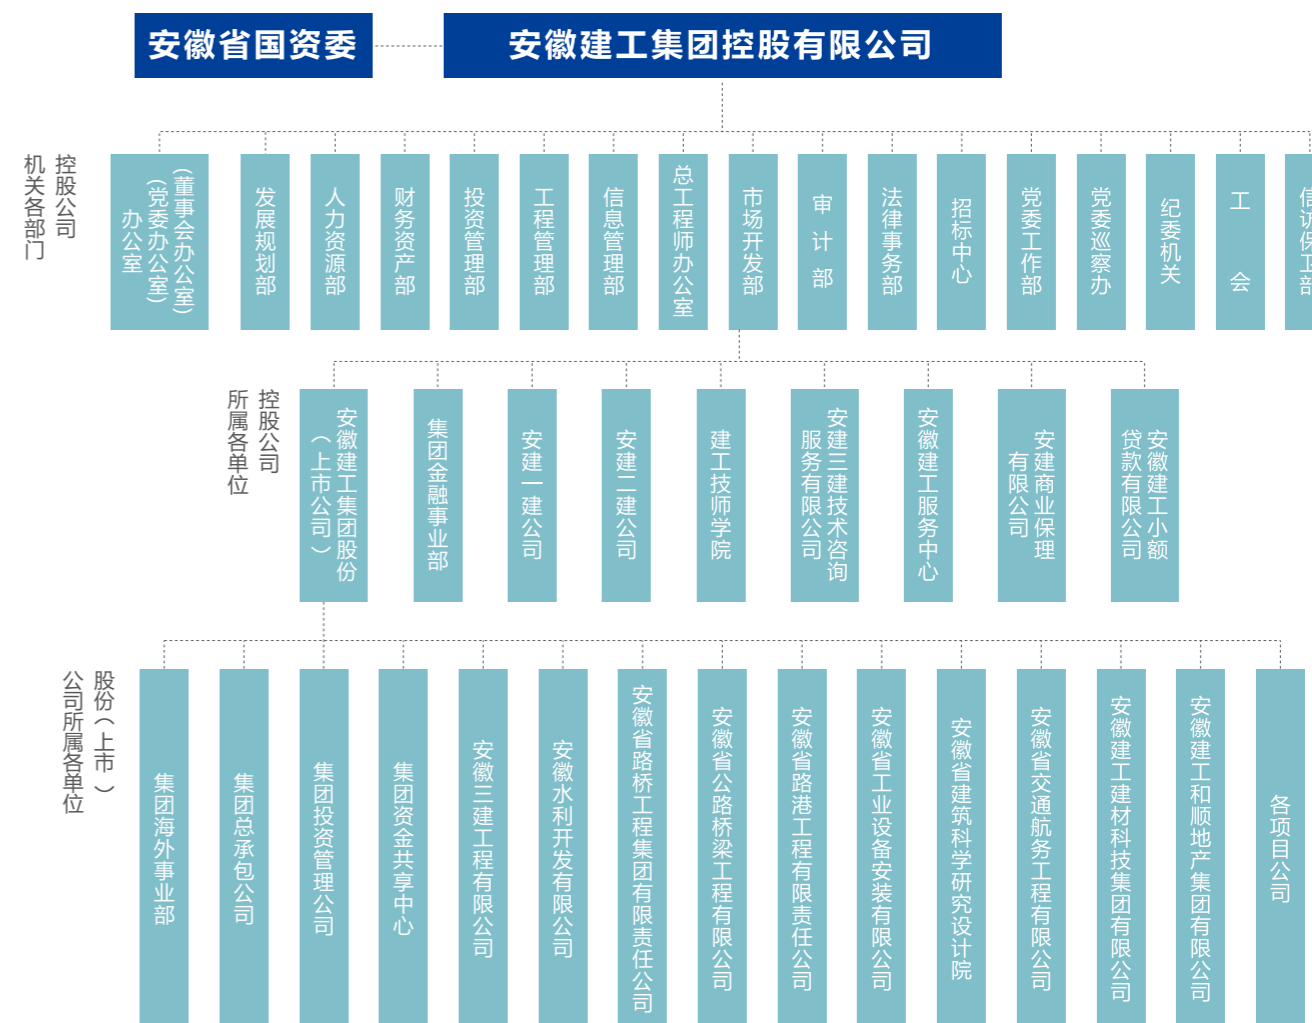 安徽省国资委
安徽建工集团控股有限公司
控股公司
机关各部门
（董事会办公室）
（党委办公室）
办公室
发展规划部
人力资源部
财务资产部
投资管理部
工程管理部
信息管理部
总工程师办公室
市场开发部
审计部
法律事务部
招标中心
党委工作部
党委巡察办
纪委机关
工会
信访保卫部
控股公司
所属各单位
安徽建工集团股份
（上市公司）
集团金融事业部
安建一建公司
安建二建公司
建工技师学院
安建三建技术咨询
服务有限公司
安徽建工服务中心
安建商业保理
有限公司
安徽建工小额
贷款有限公司
股份（上市）
公司所属各单位
集团海外事业部
集团总承包公司
集团投资管理公司
集团资金共享中心
安徽三建工程有限公司
安徽水利开发有限公司
安徽省路桥工程集团有限责任公司
安徽省公路桥梁工程有限公司
安徽省路港工程有限责任公司
安徽省工业设备安装有限公司
安徽省建筑科学研究设计院
安徽省交通航务工程有限公司
安徽建工建材科技集团有限公司
安徽建工和顺地产集团有限公司
各项目公司